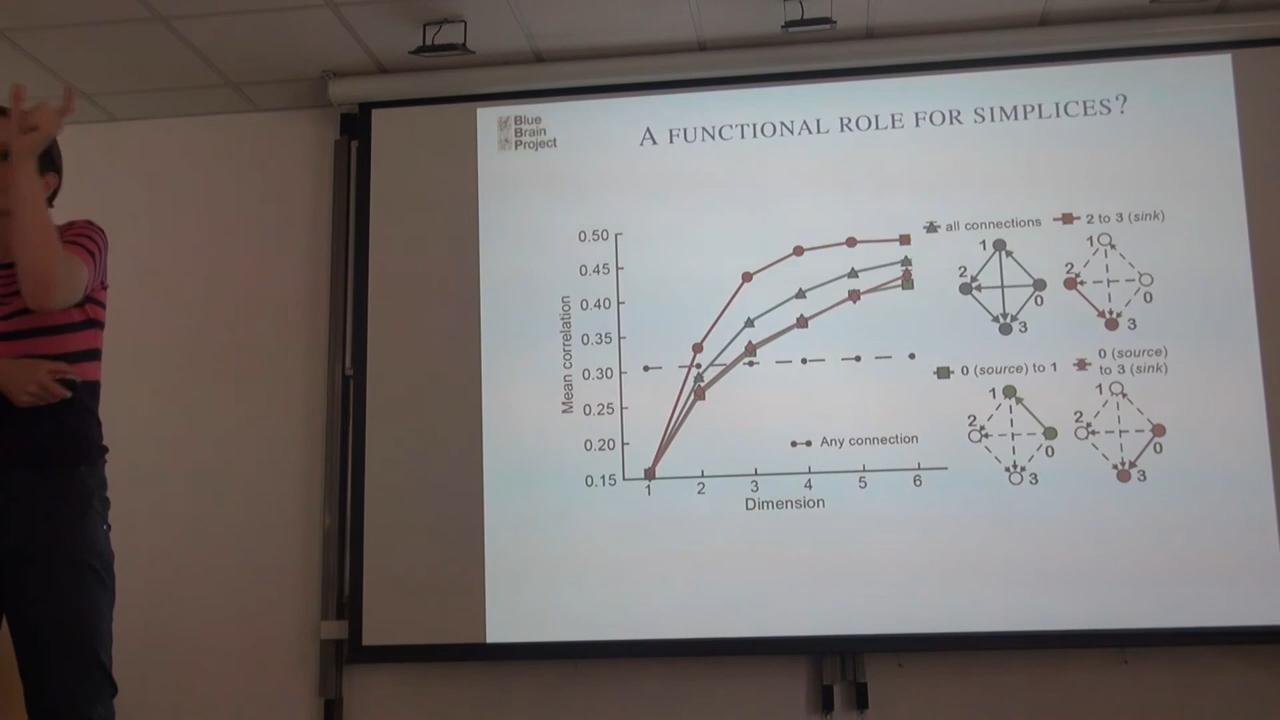 Blue
Brain
Project
A FUNCTIONAL ROLE FOR SIMPLICES?
Mean correlation
0.50
0.45
0.40
0.35
0.30
0.25
0.20
0.15
1 2 3 4 5 6
Dimension
Any connection
all connections
2 to 3 (sink)
1
2
0
3
1
2
0
3
0 (source) to 1
0 (source)
to 3 (sink)
1
2
0
3
1
2
0
3